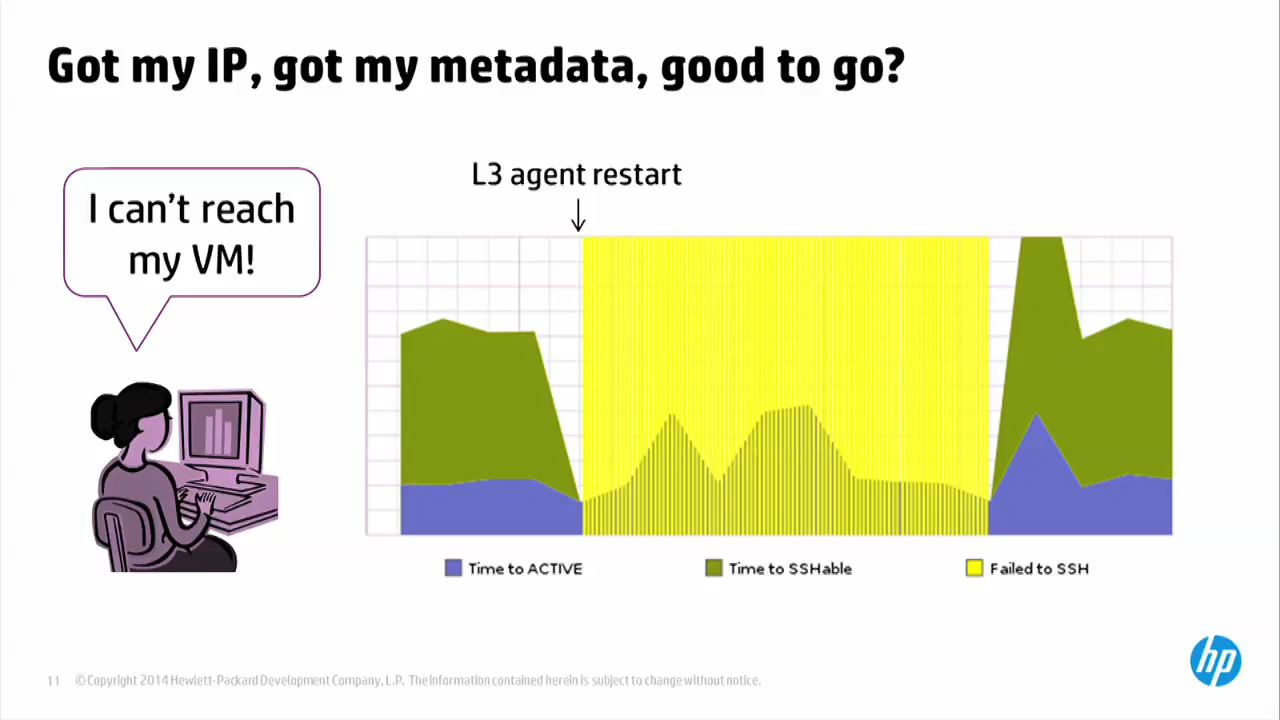 Got my IP, got my metadata, good to go?
I can't reach
my VM!
L3 agent restart
Time to ACTIVE
Time to SSHable
Failed to SSH
11 © Copyright 2014 Hewlett-Packard Development Company, L.P. The information contained herein is subject to change without notice.
hp